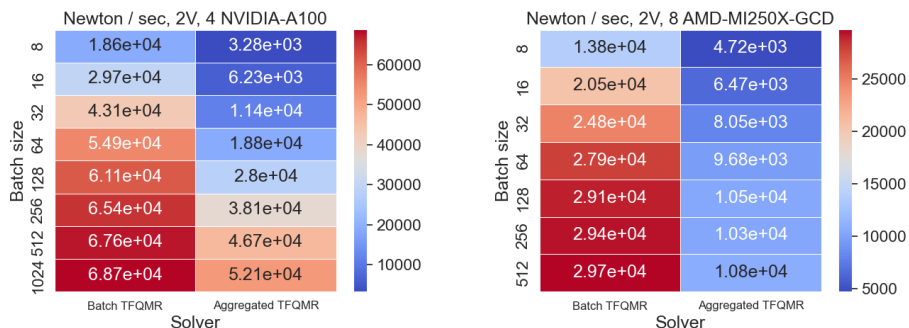 Newton / sec, 2V, 4 NVIDIA-A100
Batch size
8 1.86e+04 3.28e+03
16 2.97e+04 6.23e+03
32 4.31e+04 1.14e+04
64 5.49e+04 1.88e+04
128 6.11e+04 2.8e+04
256 6.54e+04 3.81e+04
512 6.76e+04 4.67e+04
1024 6.87e+04 5.21e+04
Batch TFQMR Aggregated TFQMR
Solver
60000
50000
40000
30000
20000
10000
Newton / sec, 2V, 8 AMD-MI250X-GCD
Batch size
8 1.38e+04 4.72e+03
16 2.05e+04 6.47e+03
32 2.48e+04 8.05e+03
64 2.79e+04 9.68e+03
128 2.91e+04 1.05e+04
256 2.94e+04 1.03e+04
512 2.97e+04 1.08e+04
Batch TFQMR Aggregated TFQMR
Solver
25000
20000
15000
10000
5000